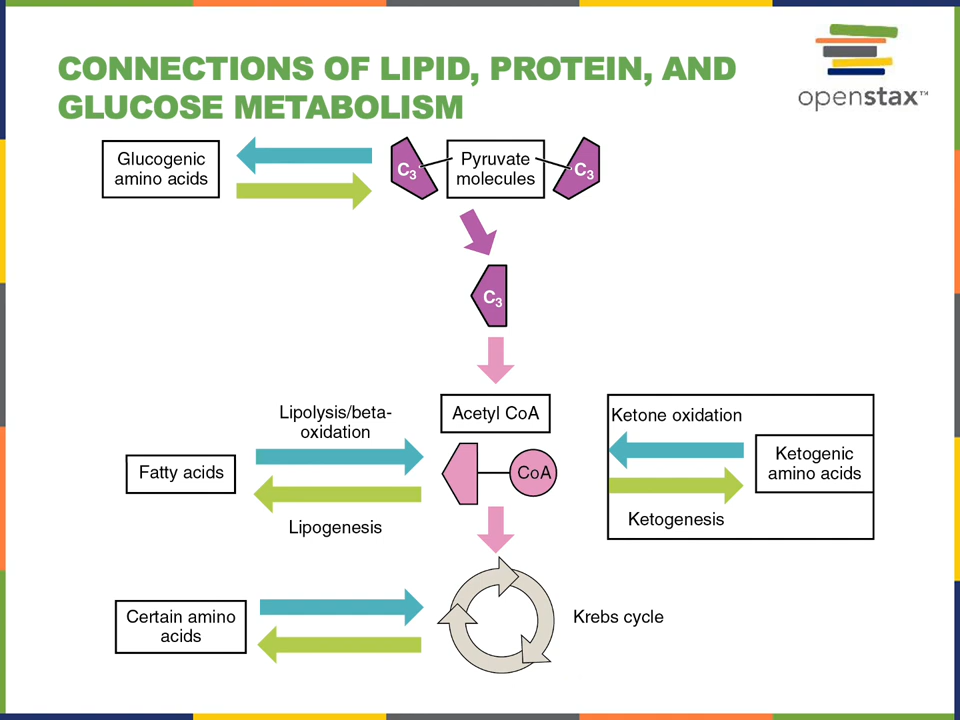 CONNECTIONS OF LIPID, PROTEIN, AND
GLUCOSE METABOLISM
openstax™
Glucogenic
amino acids
C₃
Pyruvate
molecules
C₃
C₃
Lipolysis/beta-
oxidation
Acetyl CoA
Ketone oxidation
Fatty acids
CoA
Ketogenic
amino acids
Lipogenesis
Ketogenesis
Certain amino
acids
Krebs cycle